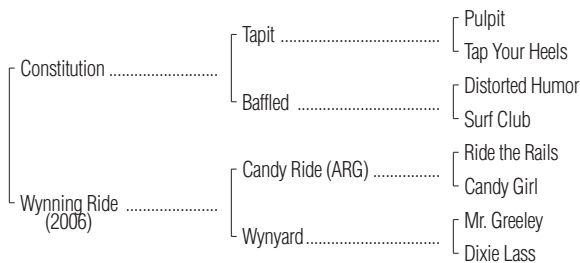 Pulpit
Tapit
Tap Your Heels
Constitution
Distorted Humor
Baffled
Surf Club
Ride the Rails
Candy Ride (ARG)
Candy Girl
Wynning Ride
(2006)
Mr. Greeley
Wynyard
Dixie Lass